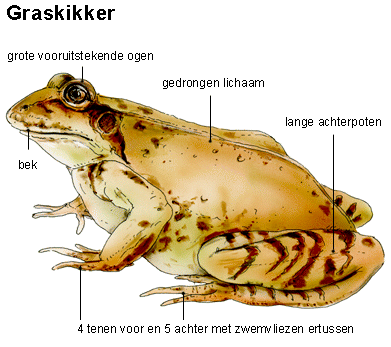 Graskikker
grote vooruitstekende ogen
gedrongen lichaam
lange achterpoten
bek
4 tenen voor en 5 achter met zwemvliezen ertussen